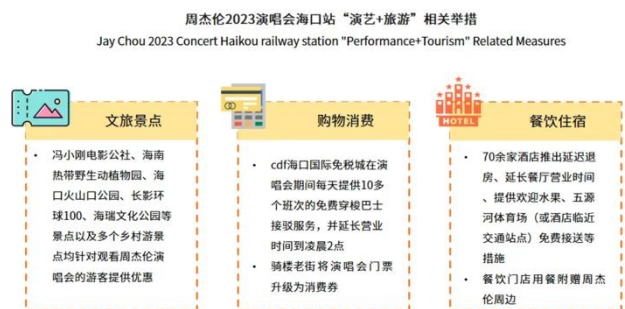 周杰伦2023演唱会海口站“演艺+旅游”相关举措
Jay Chou 2023 Concert Haikou railway station "Performance+Tourism" Related Measures
文旅景点
• 冯小刚电影公社、海南
热带野生动植物园、海
口火山口公园、长影环
球100、海瑞文化公园等
景点以及多个乡村游景
点均针对观看周杰伦演
唱会的游客提供优惠
购物消费
• cdf海口国际免税城在演
唱会期间每天提供10多
个班次的免费穿梭巴士
接驳服务，并延长营业
时间到凌晨2点
• 骑楼老街将演唱会门票
升级为消费券
HOTEL
餐饮住宿
• 70余家酒店推出延迟退
房、延长餐厅营业时间
、提供欢迎水果、五源
河体育场（或酒店临近
交通站点）免费接送等
措施
• 餐饮门店用餐附赠周杰
伦周边